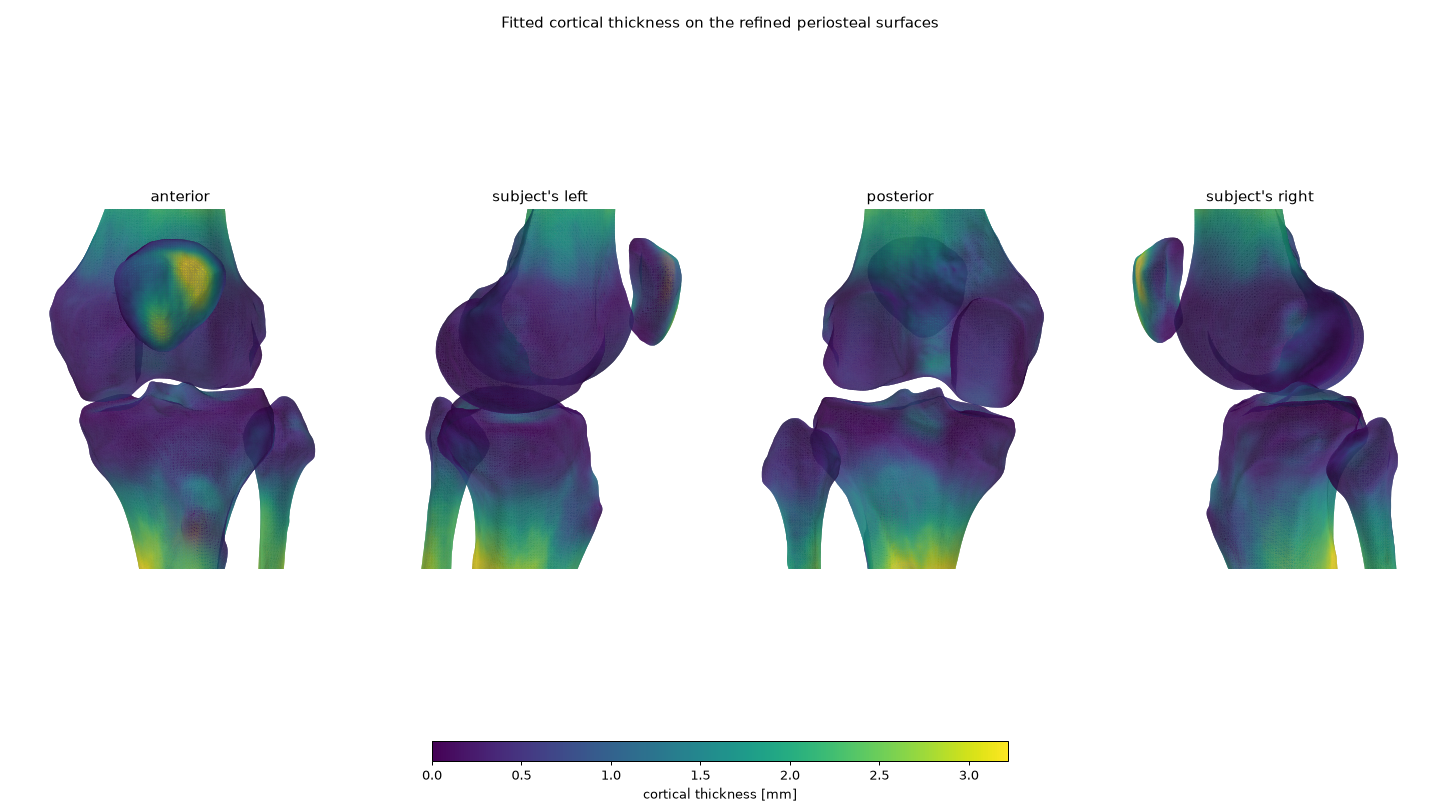 Fitted cortical thickness on the refined periosteal surfaces
anterior
subject's left
posterior
subject's right
0.0 0.5 1.0 1.5 2.0 2.5 3.0
cortical thickness [mm]